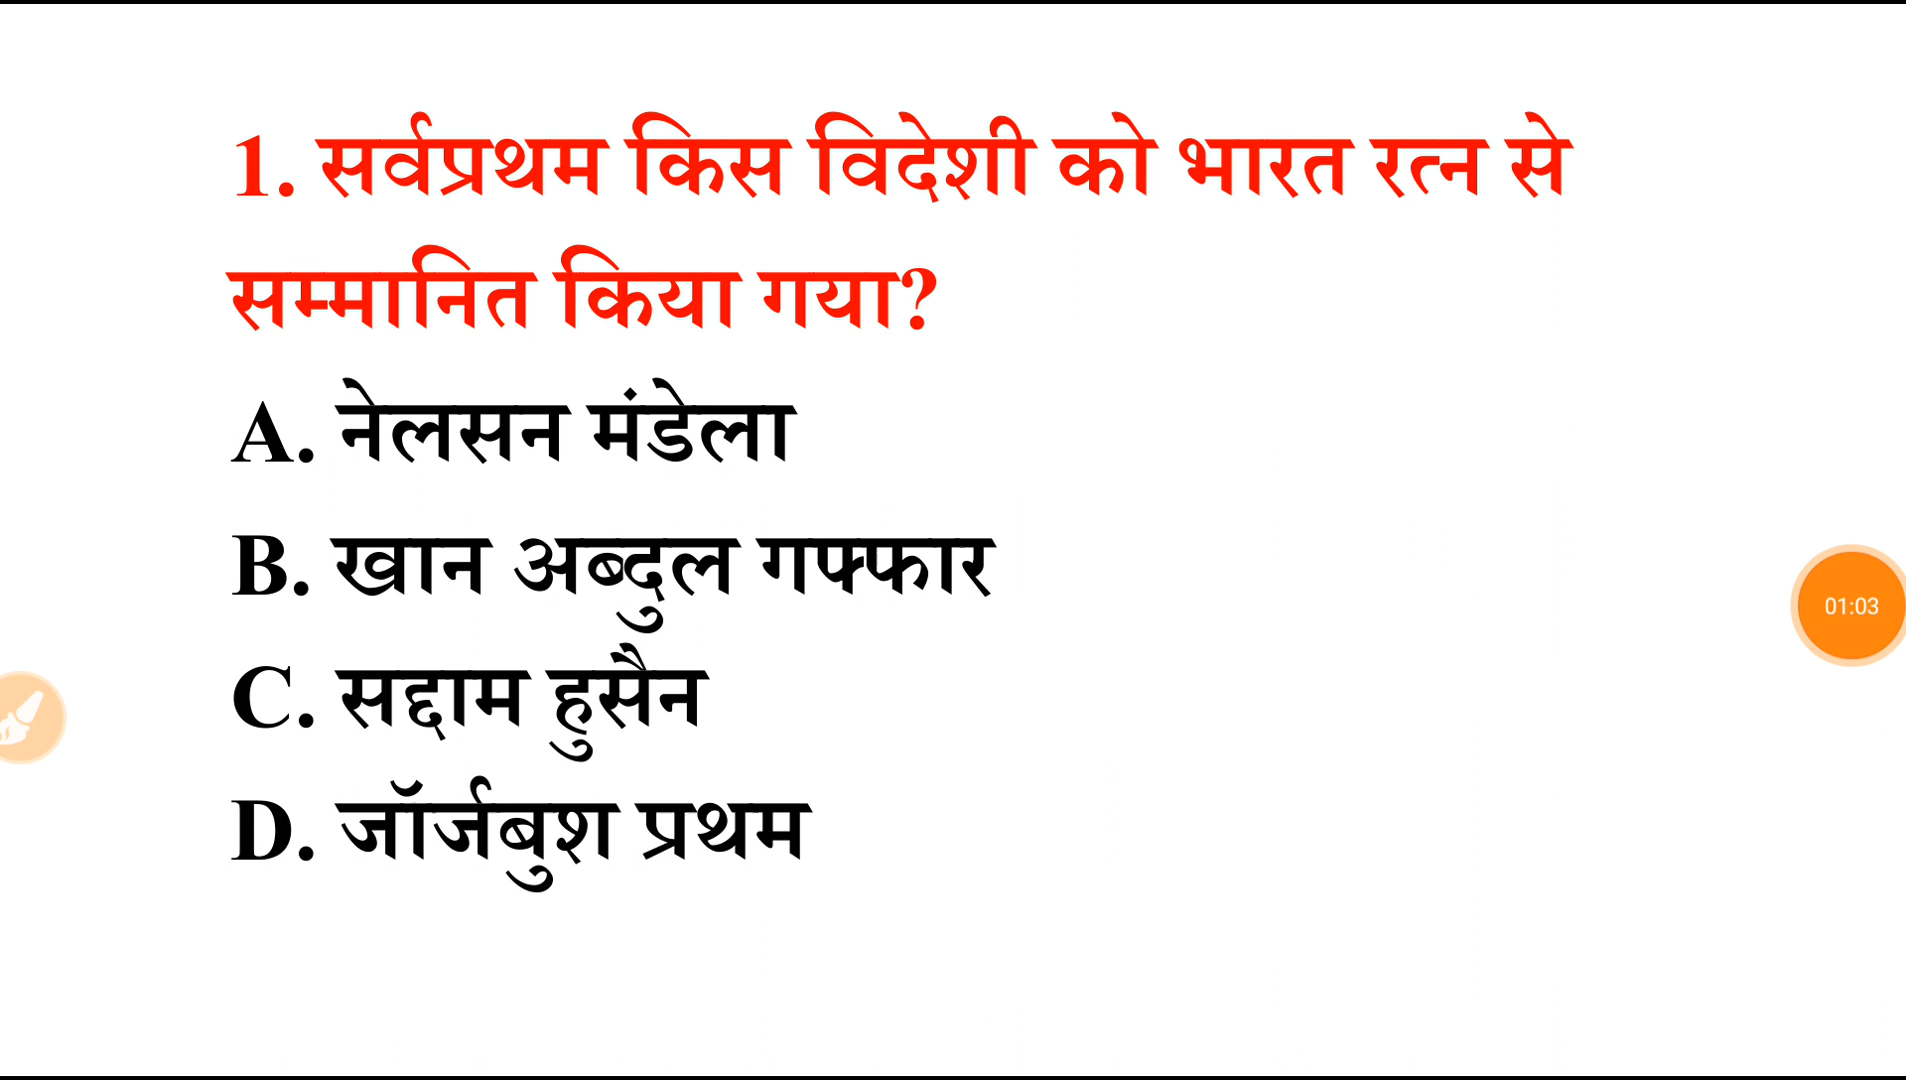 1. सर्वप्रथम किस विदेशी को भारत रत्न से
सम्मानित किया गया?
A. नेलसन मंडेला
B. खान अब्दुल गफ्फार
C. सद्दाम हुसैन
D. जॉर्जबुश प्रथम
01:03